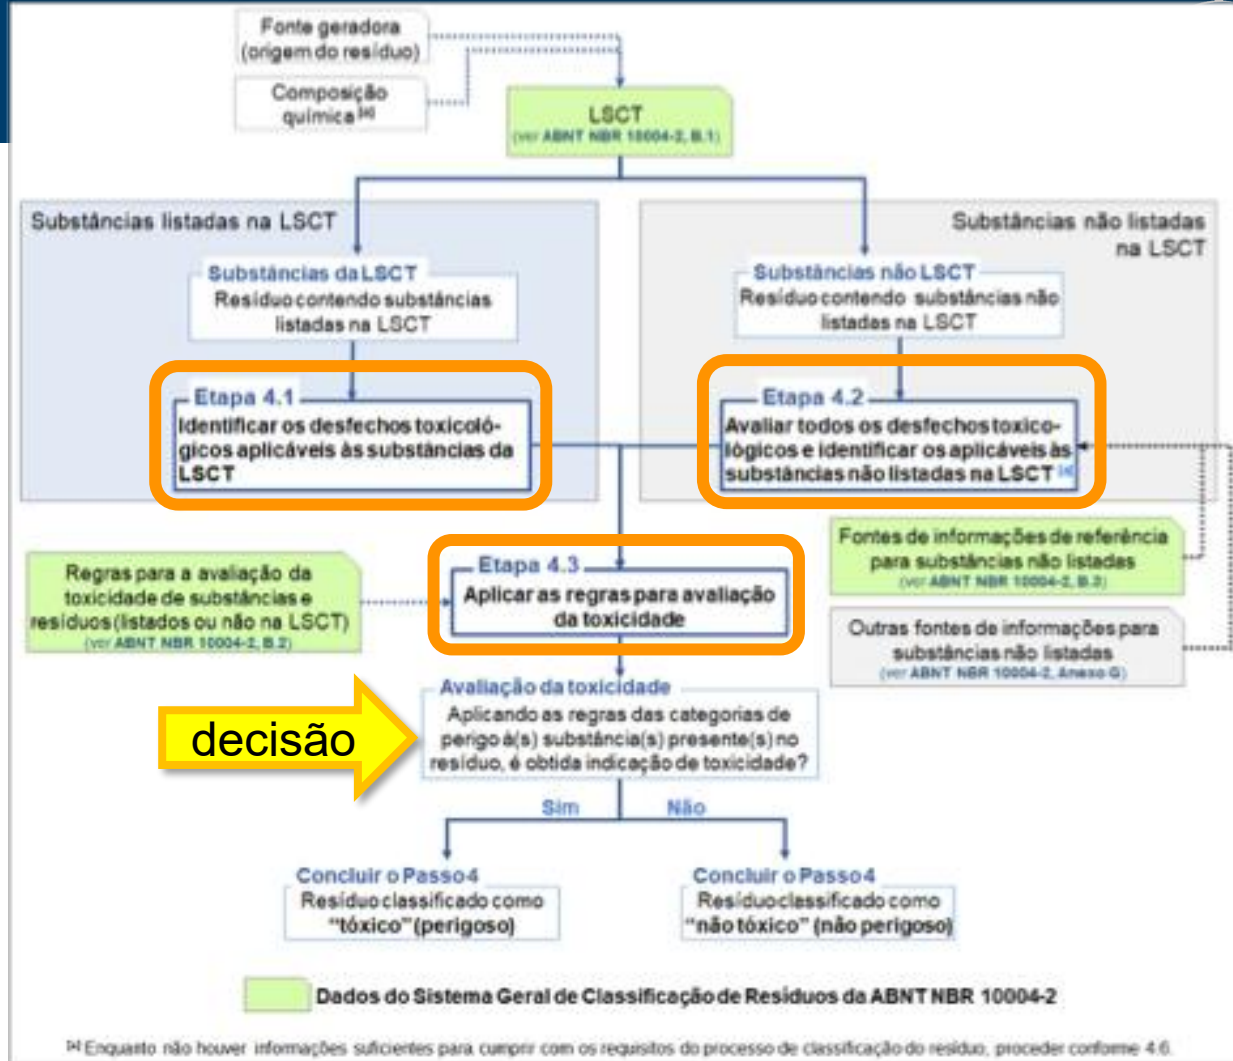 Fonte geradora
(origem do resíduo)
Composição
química [a]
LSCT
(ver ABNT NBR 10004-2, B.1)
Substâncias listadas na LSCT
Substâncias não listadas
na LSCT
Substâncias da LSCT
Resíduo contendo substâncias
listadas na LSCT
Substâncias não LSCT
Resíduo contendo substâncias não
listadas na LSCT
Etapa 4.1
Identificar os desfechos toxicoló-
gicos aplicáveis às substâncias da
LSCT
Etapa 4.2
Avaliar todos os desfechos toxico-
lógicos e identificar os aplicáveis às
substâncias não listadas na LSCT [a]
Fontes de informações de referência
para substâncias não listadas
(ver ABNT NBR 10004-2, B.3)
Etapa 4.3
Aplicar as regras para avaliação
da toxicidade
Regras para a avaliação da
toxicidade de substâncias e
resíduos (listados ou não na LSCT)
(ver ABNT NBR 10004-2, B.2)
Outras fontes de informações para
substâncias não listadas
(ver ABNT NBR 10004-2, Anexo G)
decisão
Avaliação da toxicidade
Aplicando as regras das categorias de
perigo à(s) substância(s) presente(s) no
resíduo, é obtida indicação de toxicidade?
Sim
Não
Concluir o Passo 4
Resíduo classificado como
“tóxico” (perigoso)
Concluir o Passo 4
Resíduo classificado como
“não tóxico” (não perigoso)
Dados do Sistema Geral de Classificação de Resíduos da ABNT NBR 10004-2
[a] Enquanto não houver informações suficientes para cumprir com os requisitos do processo de classificação do resíduo, proceder conforme 4.6.